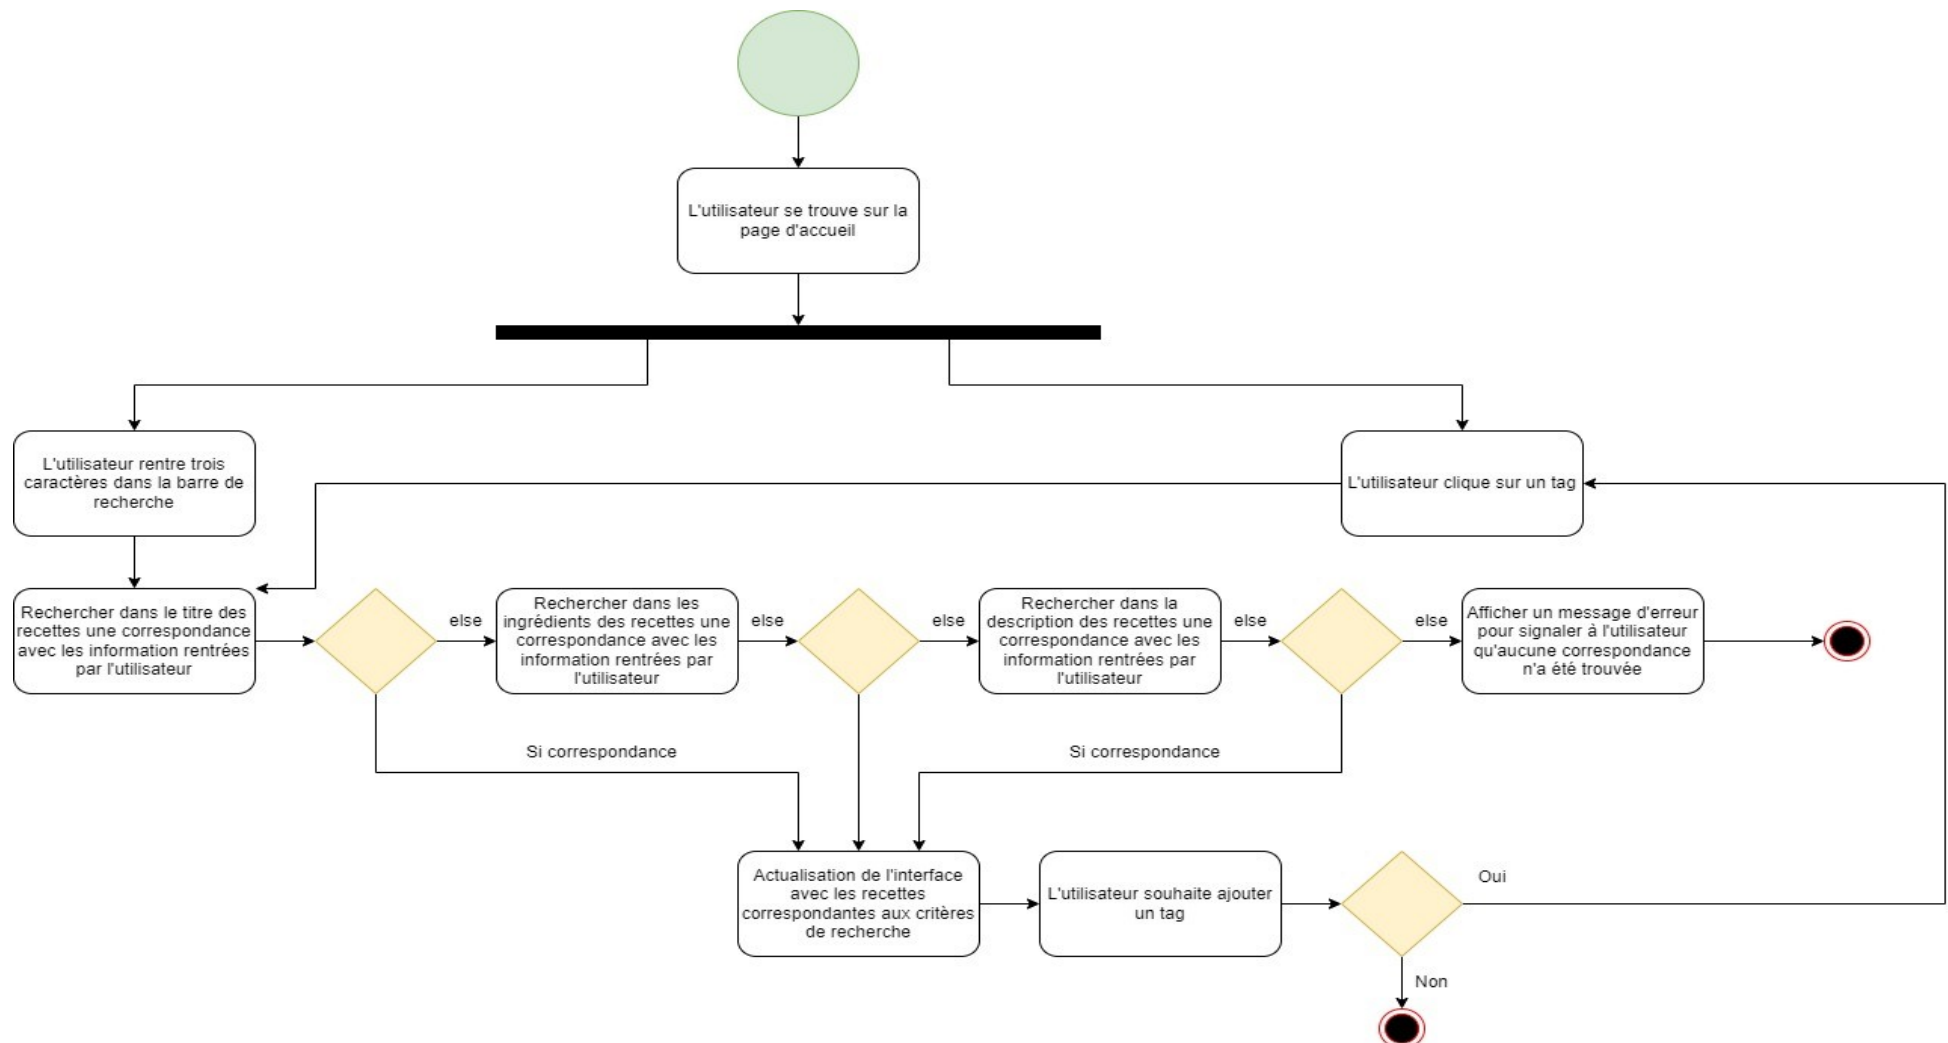 L'utilisateur se trouve sur la
page d'accueil
L'utilisateur rentre trois
caractères dans la barre de
recherche
L'utilisateur clique sur un tag
Rechercher dans le titre des
recettes une correspondance
avec les information rentrées
par l'utilisateur
else
Rechercher dans les
ingrédients des recettes une
correspondance avec les
information rentrées par
l'utilisateur
else
else
Rechercher dans la
description des recettes une
correspondance avec les
information rentrées par
l'utilisateur
else
else
Afficher un message d'erreur
pour signaler à l'utilisateur
qu'aucune correspondance
n'a été trouvée
Si correspondance
Si correspondance
Actualisation de l'interface
avec les recettes
correspondantes aux critères
de recherche
L'utilisateur souhaite ajouter
un tag
Oui
Non